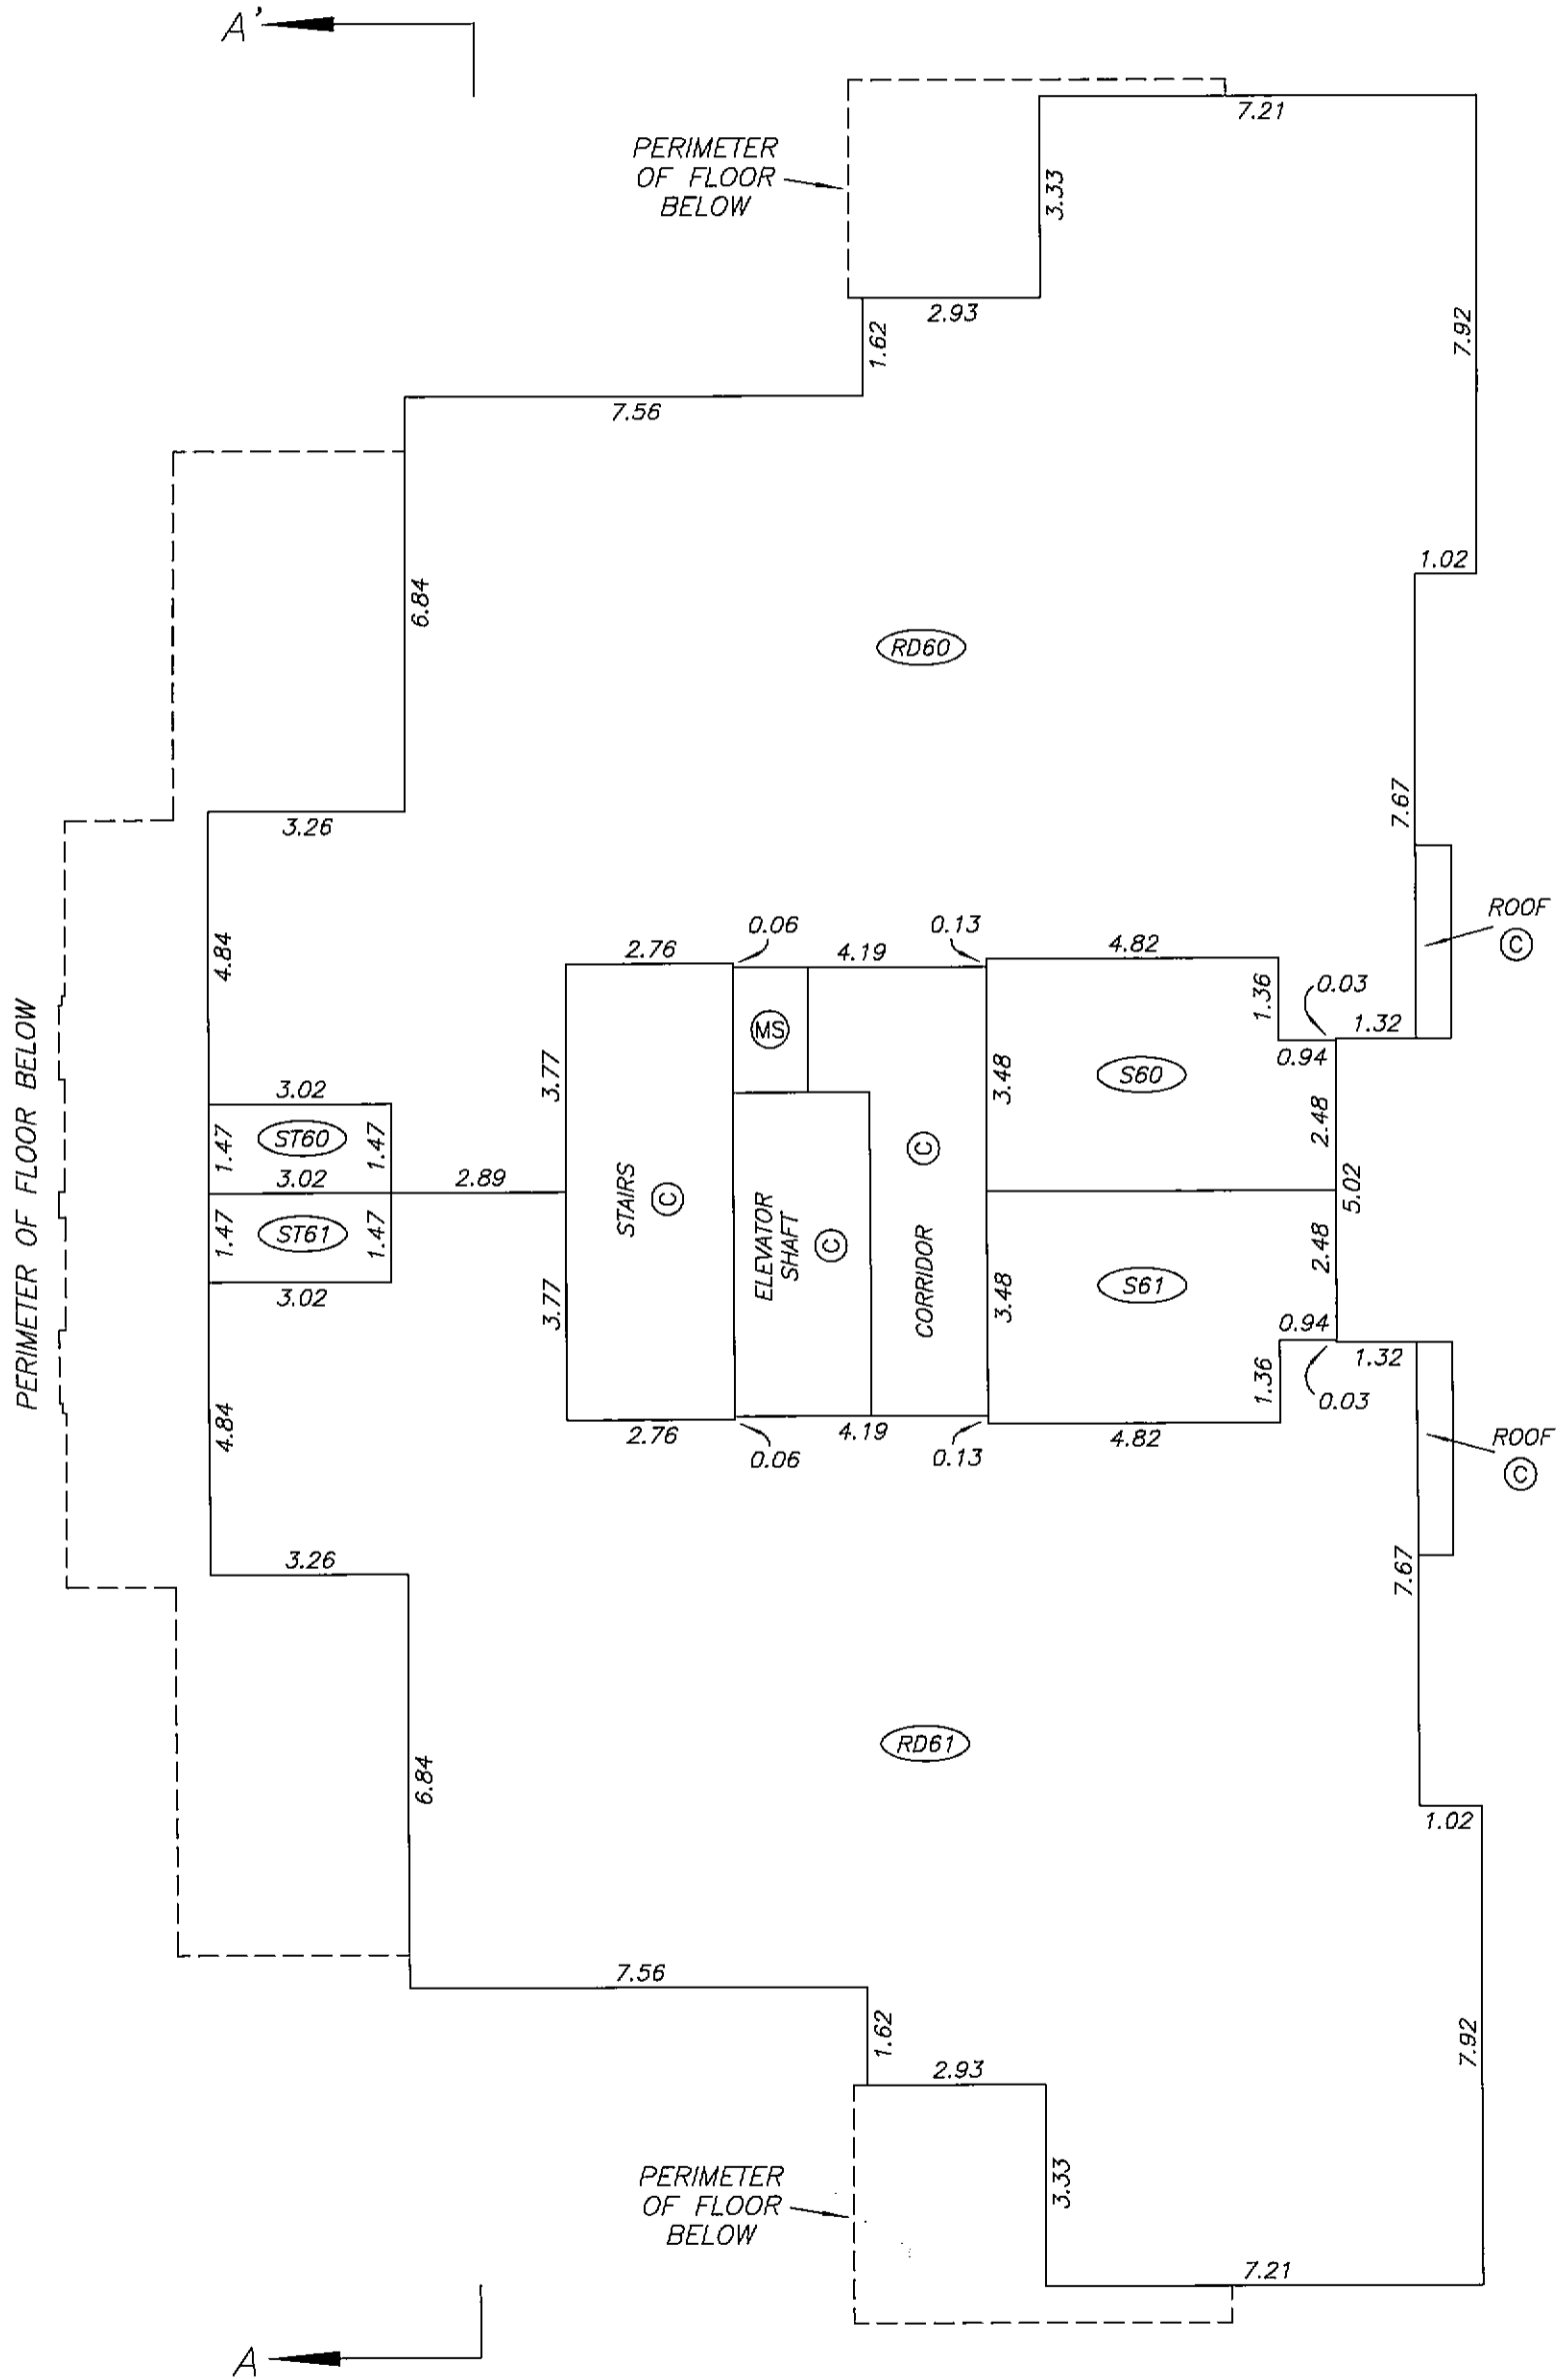 A'
7.21
PERIMETER
OF FLOOR
BELOW
3.33
2.93
1.62
7.92
7.56
1.02
6.84
RD60
7.67
3.26
ROOF
C
4.84
2.76
0.06
4.19
0.13
4.82
1.36
0.03
1.32
0.94
MS
3.77
3.48
S60
2.48
PERIMETER OF FLOOR BELOW
3.02
1.47
ST60
1.47
3.02
2.89
STAIRS
C
C
5.02
1.47
ST61
1.47
3.02
ELEVATOR
SHAFT
C
CORRIDOR
3.77
3.48
S61
2.48
0.94
1.36
1.32
0.03
4.84
2.76
0.06
4.19
0.13
4.82
ROOF
C
3.26
7.67
6.84
RD61
1.02
7.56
1.62
2.93
7.92
PERIMETER
OF FLOOR
BELOW
3.33
7.21
A